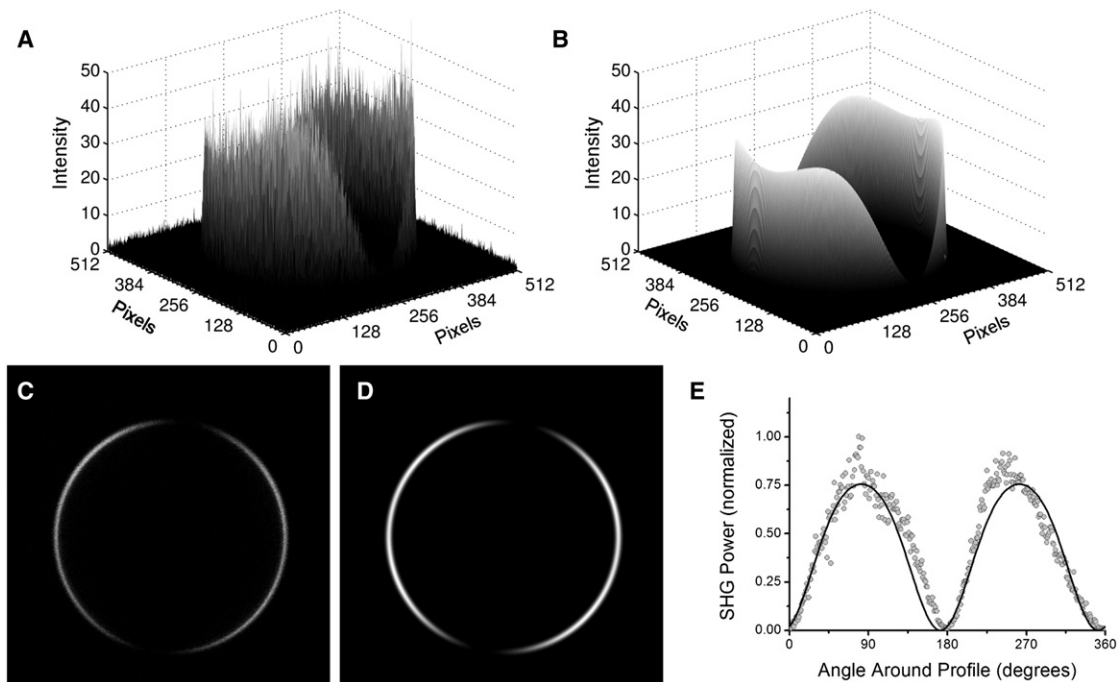 A
Intensity
50
40
30
20
10
0
512
384
256
128
0
Pixels
0
128
256
384
512
Pixels
B
Intensity
50
40
30
20
10
0
512
384
256
128
0
Pixels
0
128
256
384
512
Pixels
C
D
E
SHG Power (normalized)
1.00
0.75
0.50
0.25
0.00
0 90 180 270 360
Angle Around Profile (degrees)